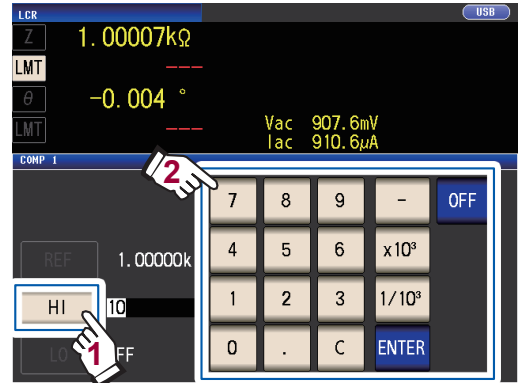 LCR USB
Z 1.00007kΩ
LMT ---
θ -0.004 °
LMT ---
Vac 907.6mV
Iac 910.6µA
COMP 1
2
7 8 9 - OFF
REF 1.00000k
4 5 6 x10³
HI 10
1 2 3 1/10³
1
LO FF
0 . C ENTER